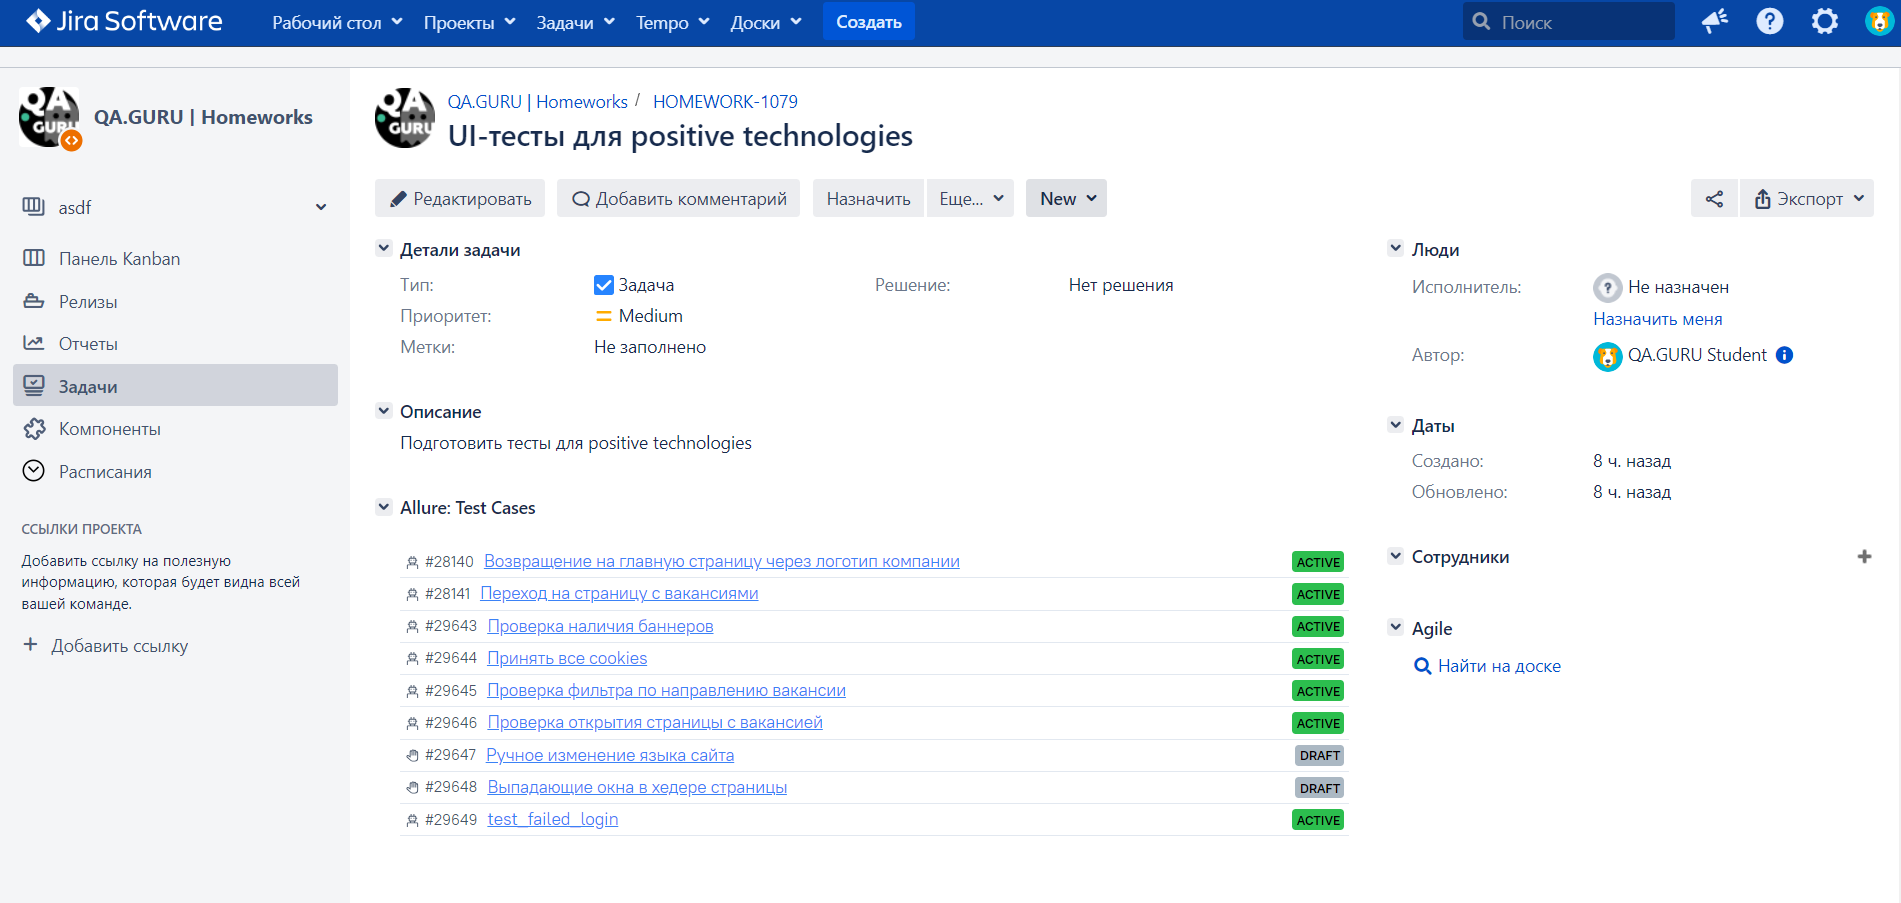 Jira Software Рабочий стол Проекты Задачи Tempo Доски Создать Поиск
QA.GURU | Homeworks
asdf
Панель Kanban
Релизы
Отчеты
Задачи
Компоненты
Расписания
ССЫЛКИ ПРОЕКТА
Добавить ссылку на полезную
информацию, которая будет видна всей
вашей команде.
Добавить ссылку
QA.GURU | Homeworks / HOMEWORK-1079
UI-тесты для positive technologies
Редактировать Добавить комментарий Назначить Еще... New Экспорт
Детали задачи
Тип: Задача Решение: Нет решения
Приоритет: Medium
Метки: Не заполнено
Описание
Подготовить тесты для positive technologies
Allure: Test Cases
#28140 Возвращение на главную страницу через логотип компании ACTIVE
#28141 Переход на страницу с вакансиями ACTIVE
#29643 Проверка наличия баннеров ACTIVE
#29644 Принять все cookies ACTIVE
#29645 Проверка фильтра по направлению вакансии ACTIVE
#29646 Проверка открытия страницы с вакансией ACTIVE
#29647 Ручное изменение языка сайта DRAFT
#29648 Выпадающие окна в хедере страницы DRAFT
#29649 test_failed_login ACTIVE
Люди
Исполнитель: Не назначен
Назначить меня
Автор: QA.GURU Student
Даты
Создано: 8 ч. назад
Обновлено: 8 ч. назад
Сотрудники
Agile
Найти на доске